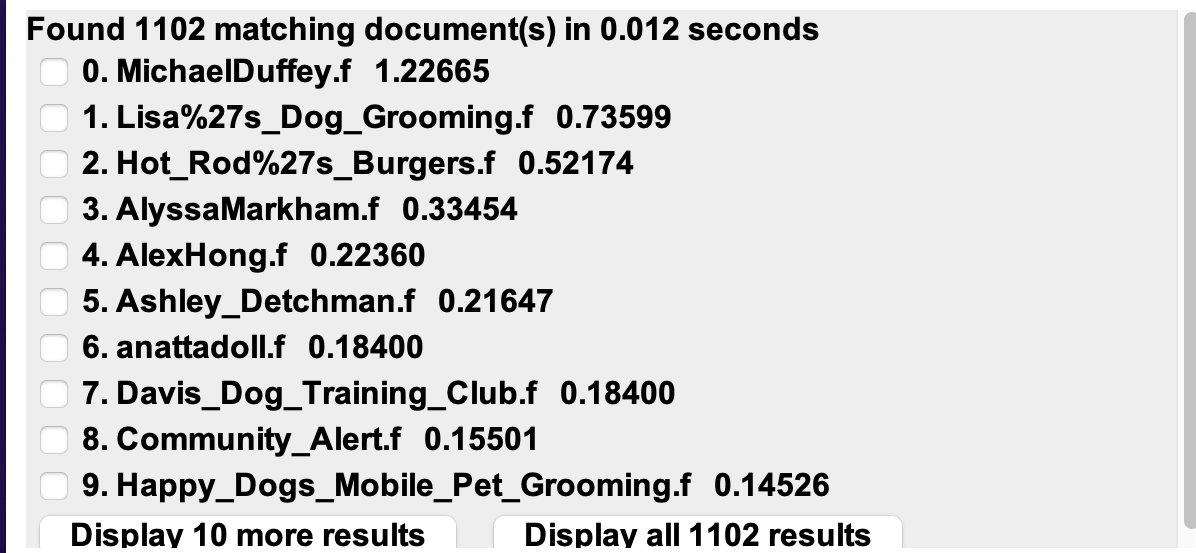 Found 1102 matching document(s) in 0.012 seconds
0. MichaelDuffey.f 1.22665
1. Lisa%27s_Dog_Grooming.f 0.73599
2. Hot_Rod%27s_Burgers.f 0.52174
3. AlyssaMarkham.f 0.33454
4. AlexHong.f 0.22360
5. Ashley_Detchman.f 0.21647
6. anattadoll.f 0.18400
7. Davis_Dog_Training_Club.f 0.18400
8. Community_Alert.f 0.15501
9. Happy_Dogs_Mobile_Pet_Grooming.f 0.14526
Display 10 more results Display all 1102 results